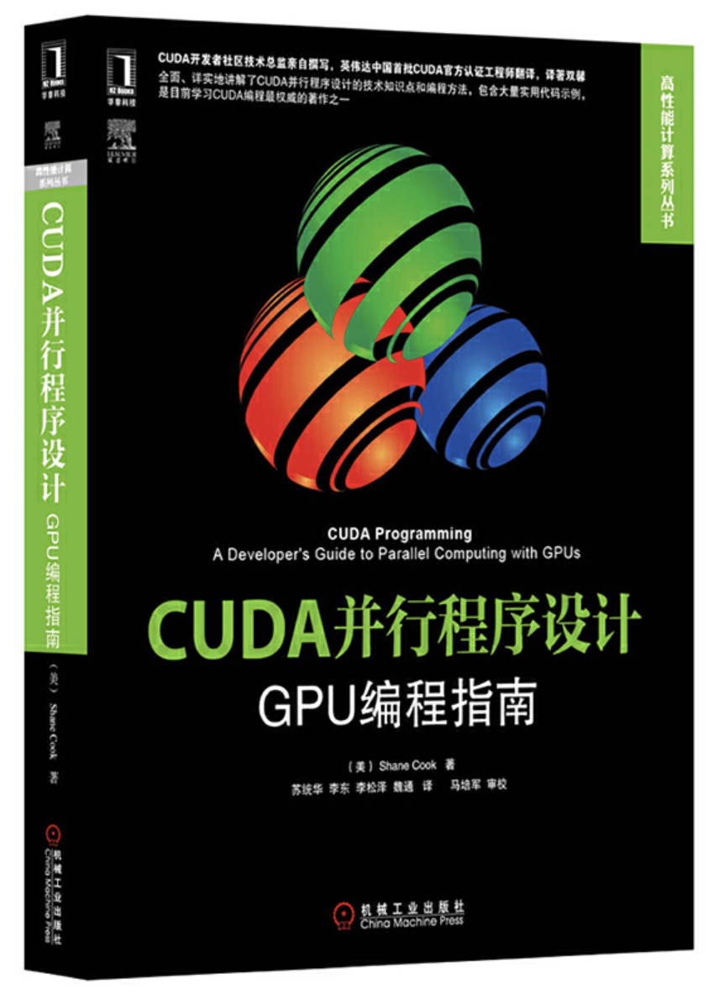 CUDA开发者社区技术总监亲自撰写，英伟达中国首批CUDA官方认证工程师翻译，译著双馨
全面、详实地讲解了CUDA并行程序设计的技术知识点和编程方法，包含大量实用代码示例，
是目前学习CUDA编程最权威的著作之一
HZ Books
华章科技
ELSEVIER
高性能计算系列丛书
CUDA Programming
A Developer's Guide to Parallel Computing with GPUs
CUDA并行程序设计
GPU编程指南
（美）Shane Cook 著
苏统华 李东 李松泽 魏通 译 马培军 审校
机械工业出版社
China Machine Press
HZ Books
华章科技
高性能计算
系列丛书
CUDA并行程序设计
GPU编程指南
（美）Shane Cook 著
机械工业出版社
China Machine Press